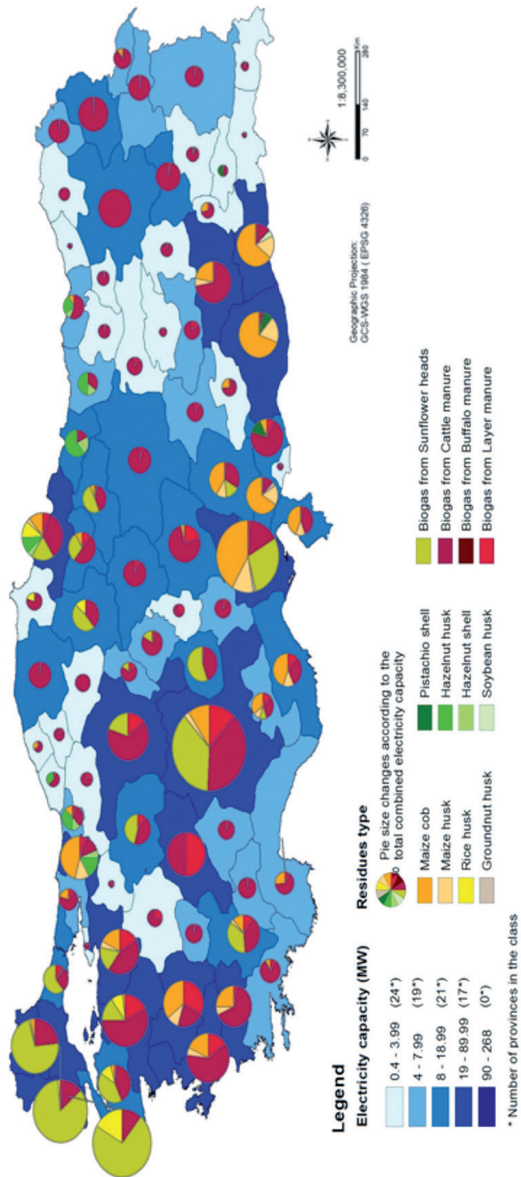 1:8,300,000
0 70 140 280 Km
Geographic Projection:
GCS-WGS 1984 ( EPSG 4326)
Legend
Electricity capacity (MW)
0.4 - 3.99 (24*)
4 - 7.99 (19*)
8 - 18.99 (21*)
19 - 89.99 (17*)
90 - 268 (0*)
* Number of provinces in the class
Residues type
Pie size changes according to the
total combined electricity capacity
Maize cob
Maize husk
Rice husk
Groundnut husk
Pistachio shell
Hazelnut husk
Hazelnut shell
Soybean husk
Biogas from Sunflower heads
Biogas from Cattle manure
Biogas from Buffalo manure
Biogas from Layer manure